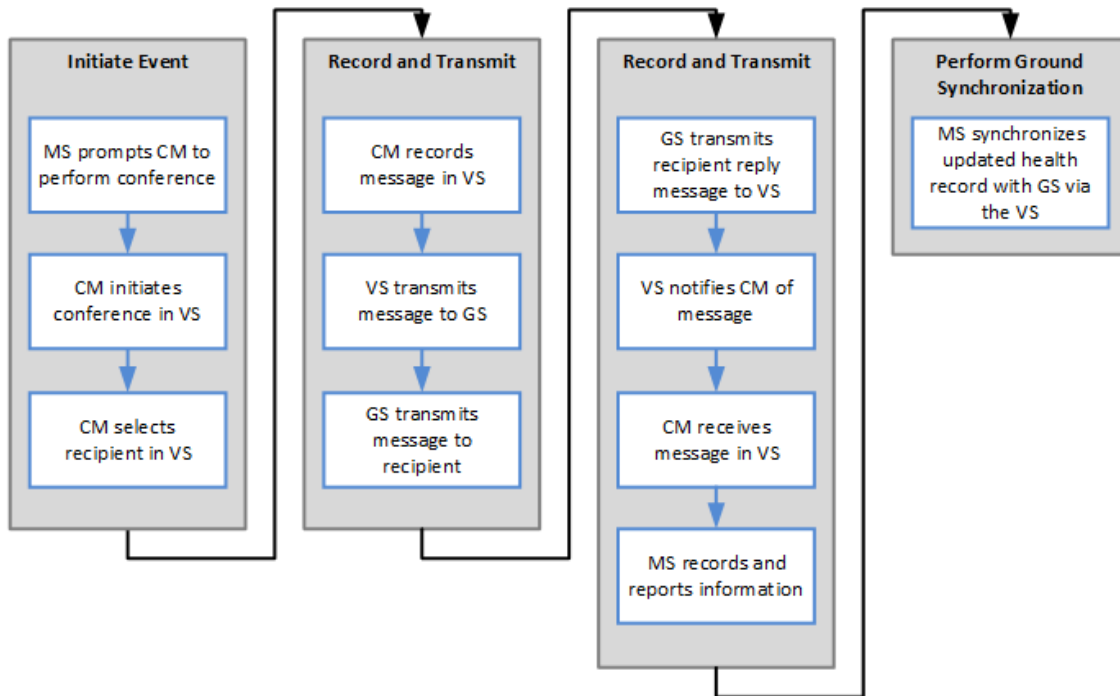 Initiate Event
MS prompts CM to
perform conference
CM initiates
conference in VS
CM selects
recipient in VS
Record and Transmit
CM records
message in VS
VS transmits
message to GS
GS transmits
message to
recipient
Record and Transmit
GS transmits
recipient reply
message to VS
VS notifies CM of
message
CM receives
message in VS
MS records and
reports information
Perform Ground
Synchronization
MS synchronizes
updated health
record with GS via
the VS